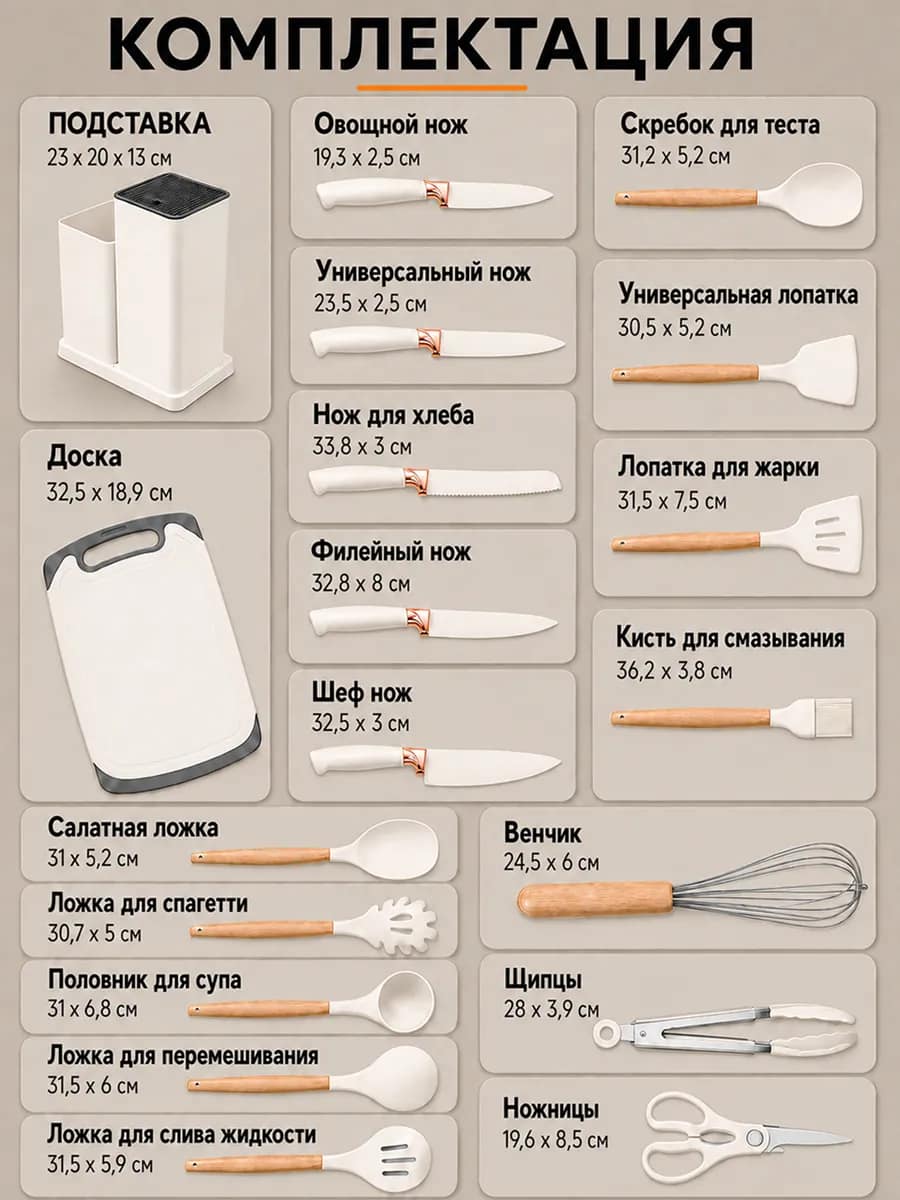 КОМПЛЕКТАЦИЯ
ПОДСТАВКА
23 x 20 x 13 см
Доска
32,5 x 18,9 см
Овощной нож
19,3 x 2,5 см
Универсальный нож
23,5 x 2,5 см
Нож для хлеба
33,8 x 3 см
Филейный нож
32,8 x 8 см
Шеф нож
32,5 x 3 см
Скребок для теста
31,2 x 5,2 см
Универсальная лопатка
30,5 x 5,2 см
Лопатка для жарки
31,5 x 7,5 см
Кисть для смазывания
36,2 x 3,8 см
Салатная ложка
31 x 5,2 см
Ложка для спагетти
30,7 x 5 см
Половник для супа
31 x 6,8 см
Ложка для перемешивания
31,5 x 6 см
Ложка для слива жидкости
31,5 x 5,9 см
Венчик
24,5 x 6 см
Щипцы
28 x 3,9 см
Ножницы
19,6 x 8,5 см